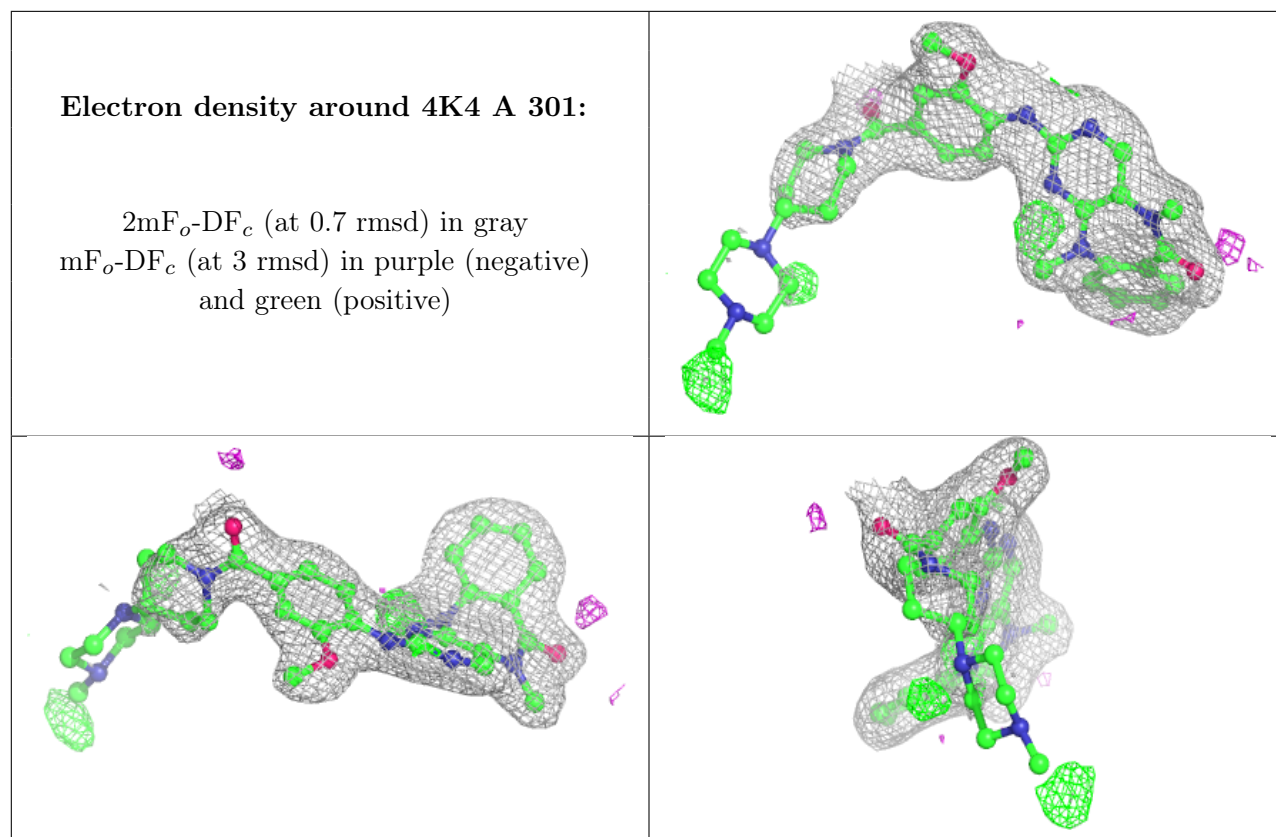 Electron density around 4K4 A 301:
2mFo-DFc (at 0.7 rmsd) in gray
mFo-DFc (at 3 rmsd) in purple (negative)
and green (positive)